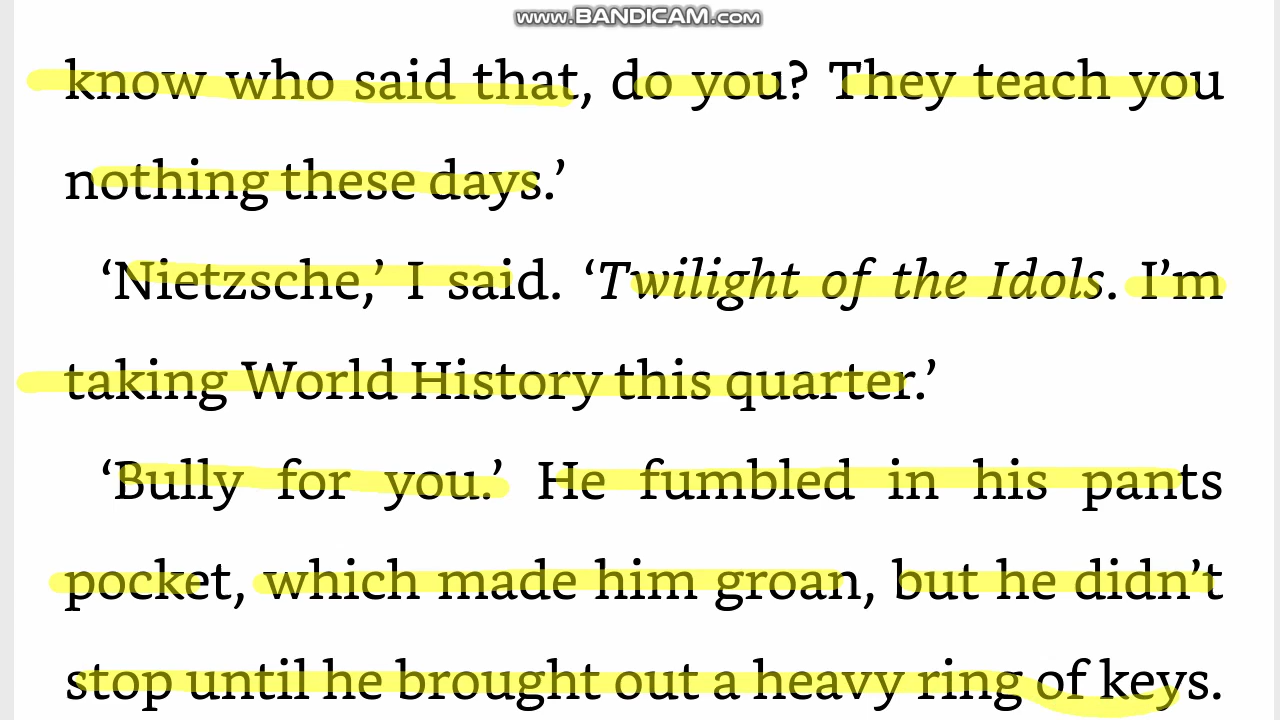 www.BANDICAM.com
know who said that, do you? They teach you
nothing these days.’
‘Nietzsche,’ I said. ‘Twilight of the Idols. I’m
taking World History this quarter.’
‘Bully for you.’ He fumbled in his pants
pocket, which made him groan, but he didn’t
stop until he brought out a heavy ring of keys.